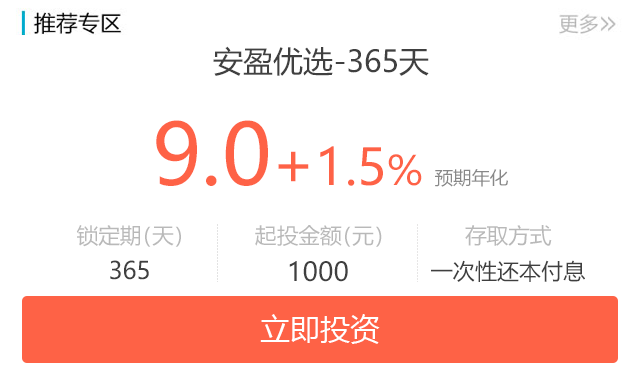 推荐专区 更多»
安盈优选-365天
9.0+1.5% 预期年化
锁定期(天) 起投金额(元) 存取方式
365 1000 一次性还本付息
立即投资